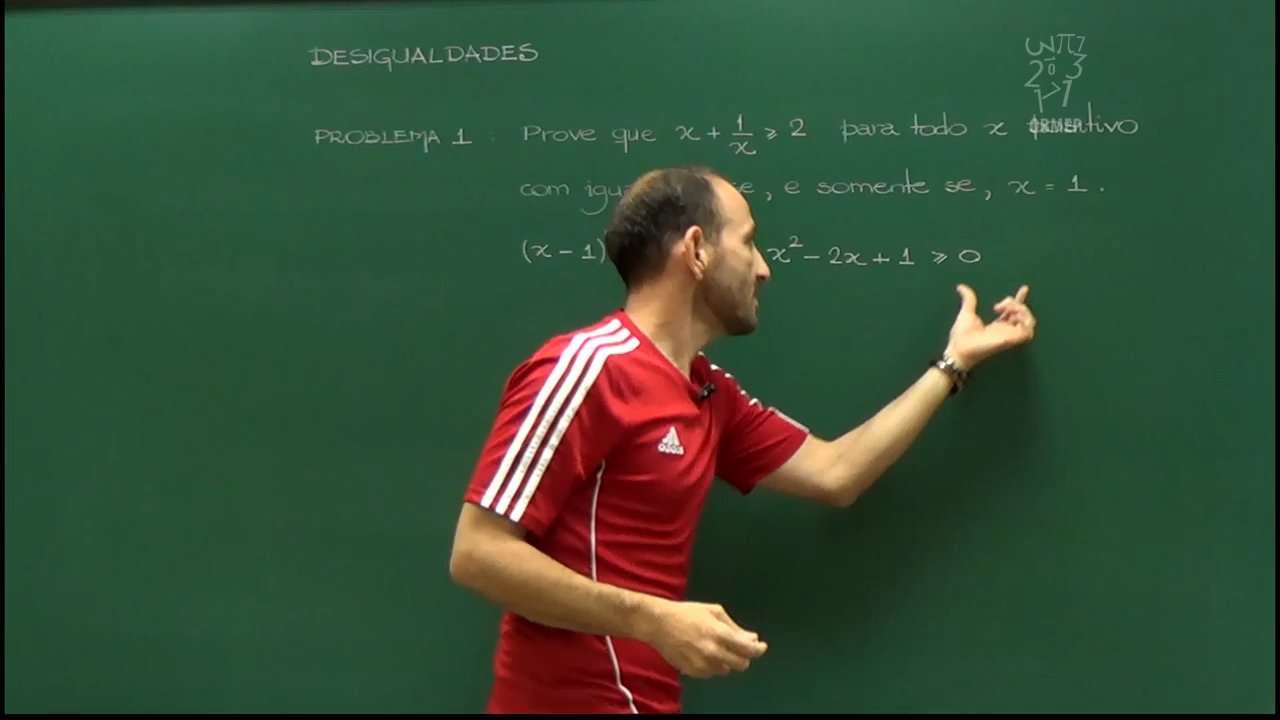 DESIGUALDADES
PROBLEMA 1 : Prove que x + 1/x ⩾ 2 para todo x
com , e somente se, x = 1.
(x - 1) x² - 2x + 1 ⩾ 0
adidas